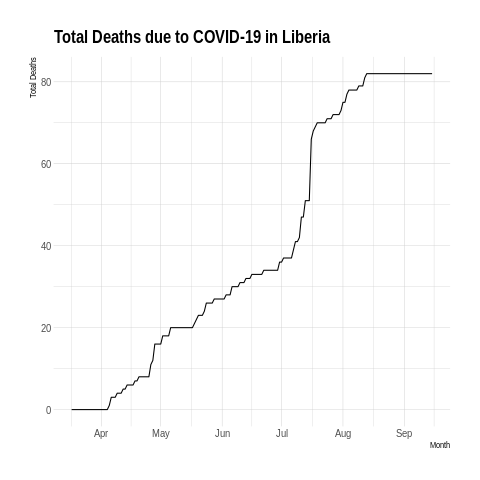 Total Deaths due to COVID-19 in Liberia
Total Deaths
80
60
40
20
0
Apr May Jun Jul Aug Sep
Month